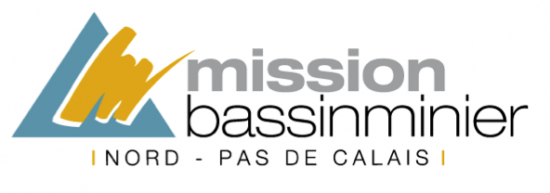 mission
bassinminier
NORD - PAS DE CALAIS